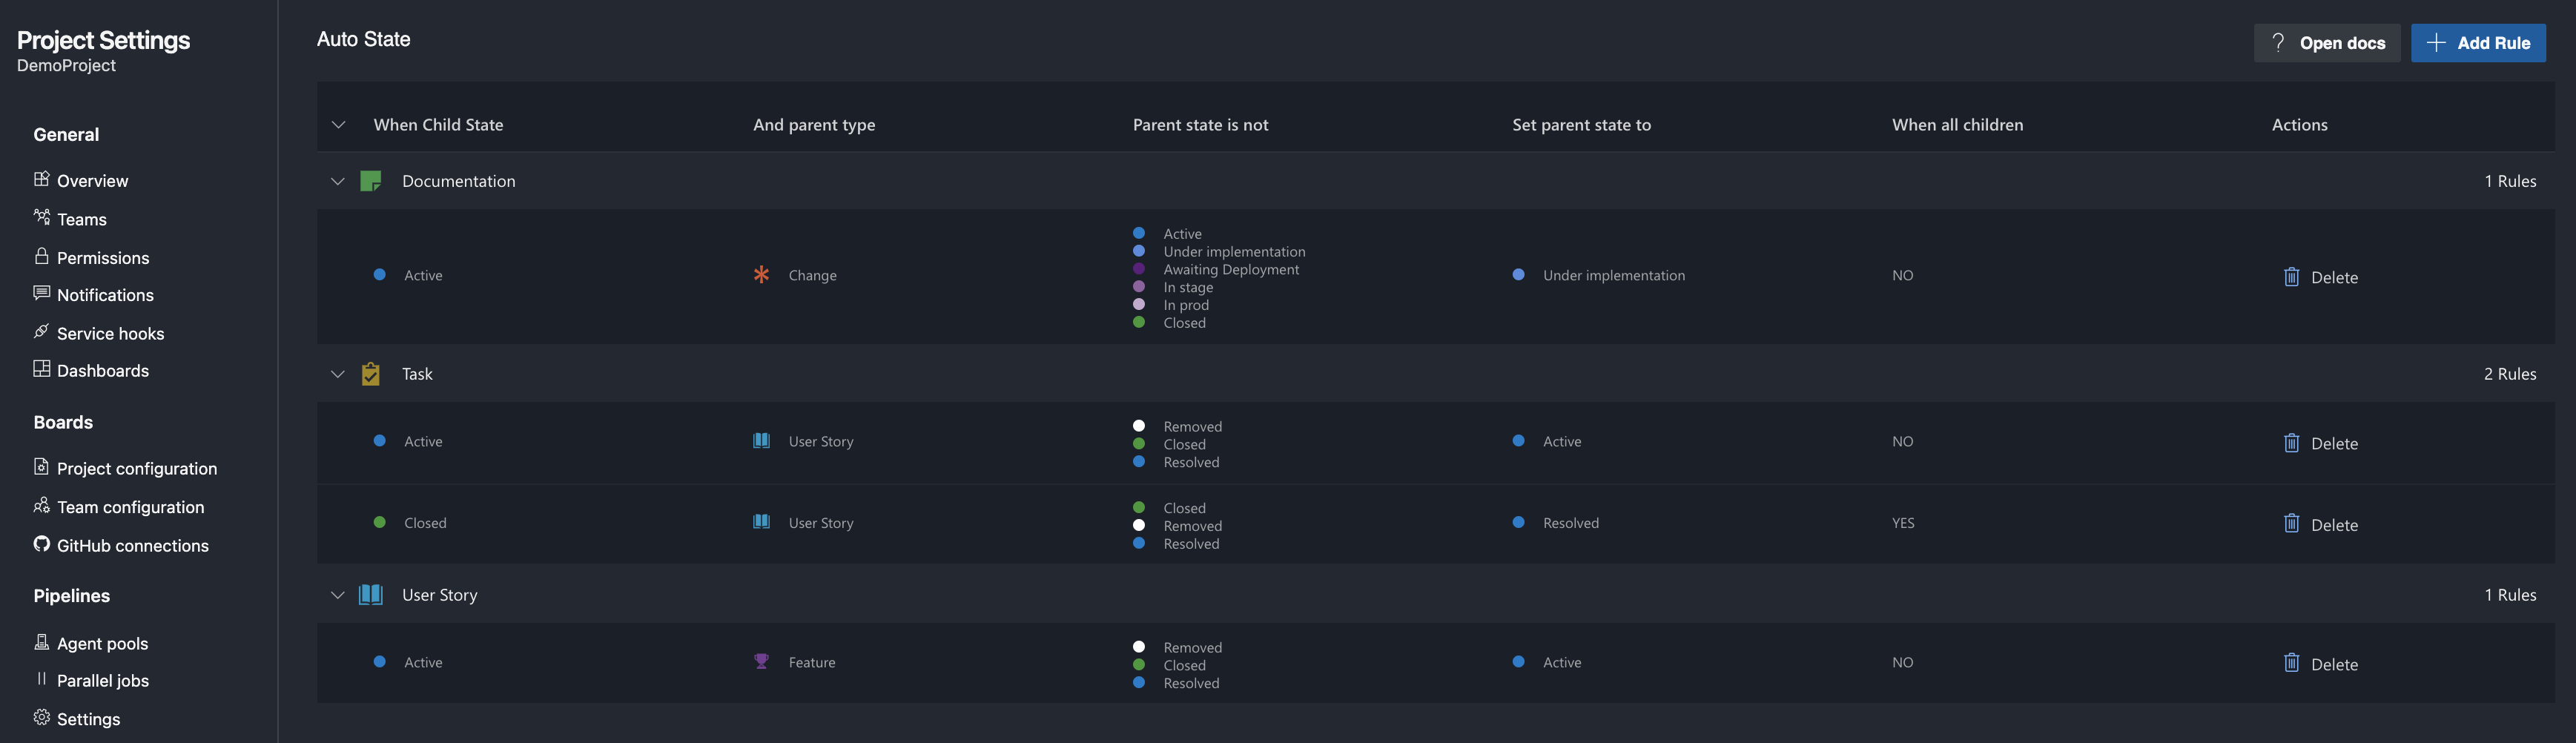 Project Settings
DemoProject
General
Overview
Teams
Permissions
Notifications
Service hooks
Dashboards
Boards
Project configuration
Team configuration
GitHub connections
Pipelines
Agent pools
Parallel jobs
Settings
Auto State
? Open docs
+ Add Rule
When Child State And parent type Parent state is not Set parent state to When all children Actions
Documentation 1 Rules
Active Change
Active
Under implementation
Awaiting Deployment
In stage
In prod
Closed
Under implementation NO Delete
Task 2 Rules
Active User Story
Removed
Closed
Resolved
Active NO Delete
Closed User Story
Closed
Removed
Resolved
Resolved YES Delete
User Story 1 Rules
Active Feature
Removed
Closed
Resolved
Active NO Delete